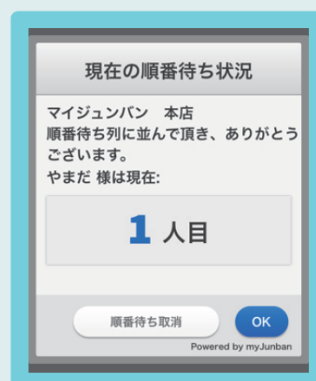 現在の順番待ち状況
マイジュンバン　本店
順番待ち列に並んで頂き、ありがとう
ございます。
やまだ 様は現在:
1 人目
順番待ち取消
OK
Powered by myJunban